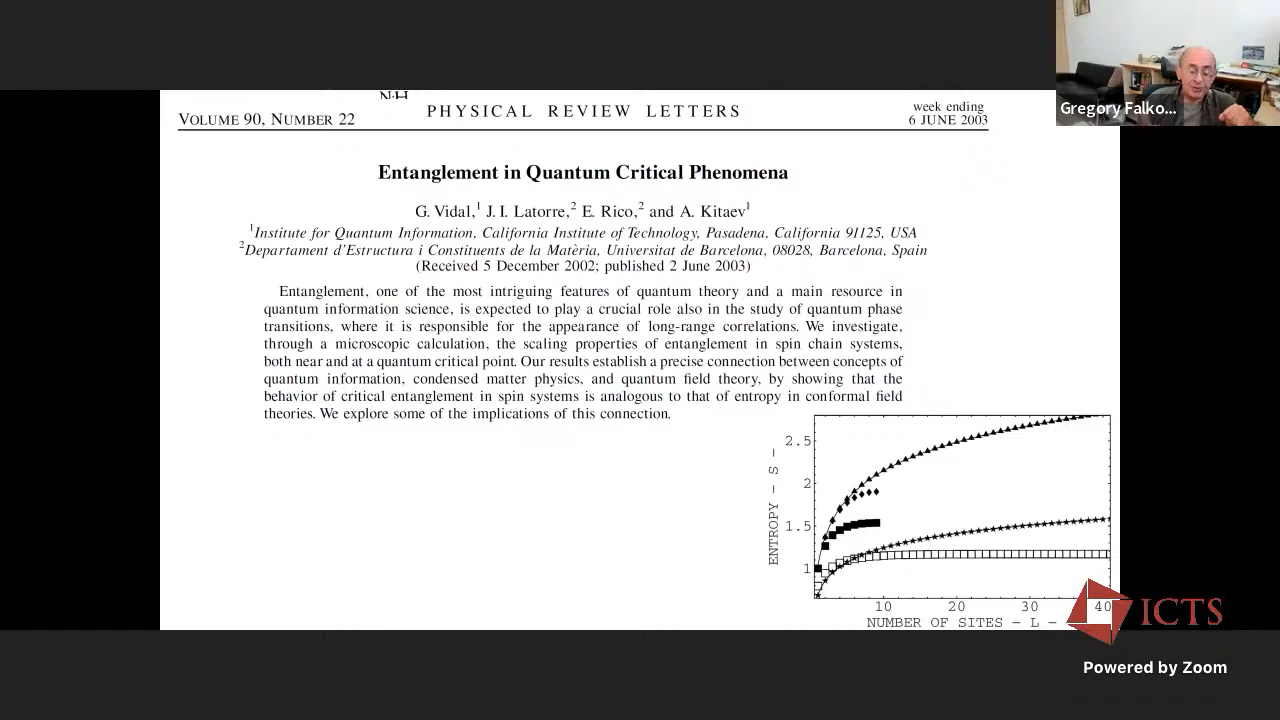 Gregory Falko...
N·H
VOLUME 90, NUMBER 22
PHYSICAL REVIEW LETTERS
week ending
6 JUNE 2003
Entanglement in Quantum Critical Phenomena
G. Vidal,¹ J. I. Latorre,² E. Rico,² and A. Kitaev¹
¹Institute for Quantum Information, California Institute of Technology, Pasadena, California 91125, USA
²Departament d'Estructura i Constituents de la Matèria, Universitat de Barcelona, 08028, Barcelona, Spain
(Received 5 December 2002; published 2 June 2003)
Entanglement, one of the most intriguing features of quantum theory and a main resource in
quantum information science, is expected to play a crucial role also in the study of quantum phase
transitions, where it is responsible for the appearance of long-range correlations. We investigate,
through a microscopic calculation, the scaling properties of entanglement in spin chain systems,
both near and at a quantum critical point. Our results establish a precise connection between concepts of
quantum information, condensed matter physics, and quantum field theory, by showing that the
behavior of critical entanglement in spin systems is analogous to that of entropy in conformal field
theories. We explore some of the implications of this connection.
2.5
2
1.5
1
ENTROPY - S -
10 20 30 40
NUMBER OF SITES - L -
ICTS
Powered by Zoom